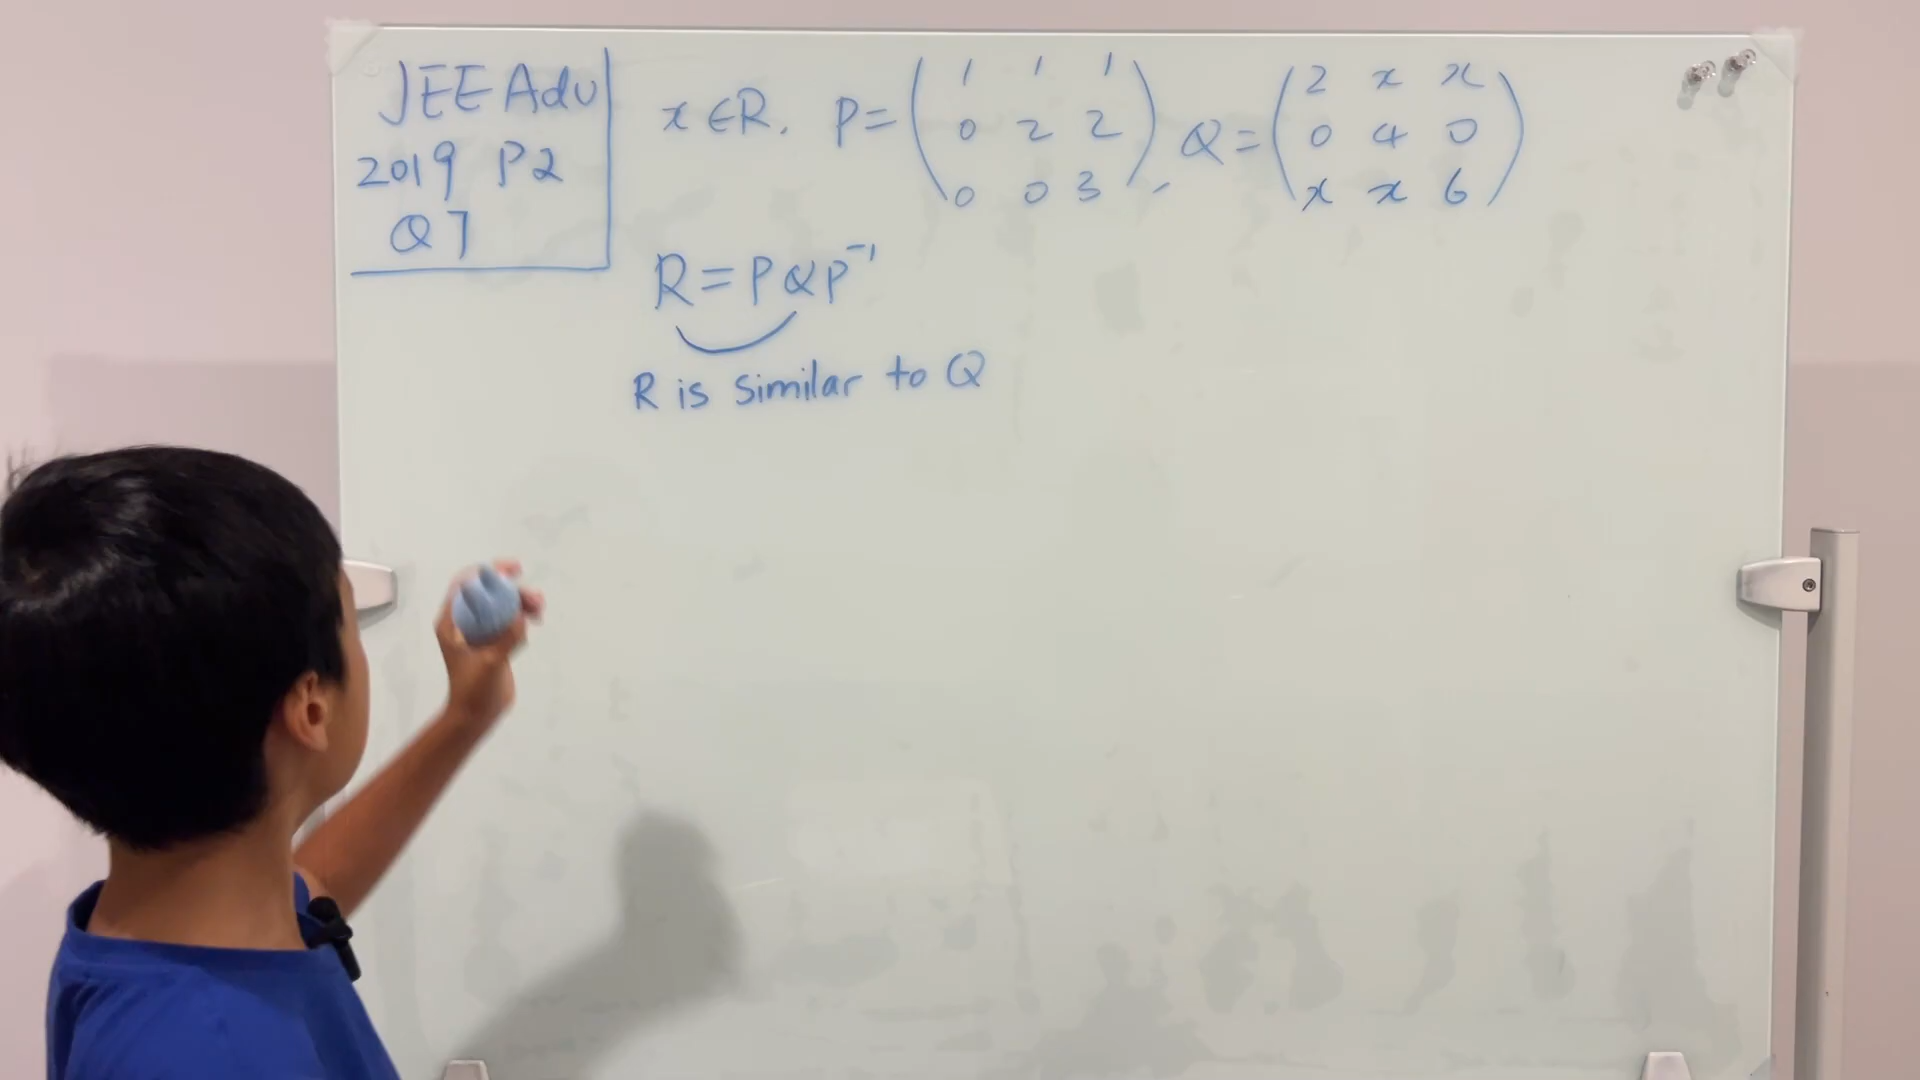 JEE Adv
2019 P2
Q7
x ∈ R, P = ( 1 1 1
0 2 2
0 0 3 ), Q = ( 2 x x
0 4 0
x x 6 )
R = PQP⁻¹
R is similar to Q